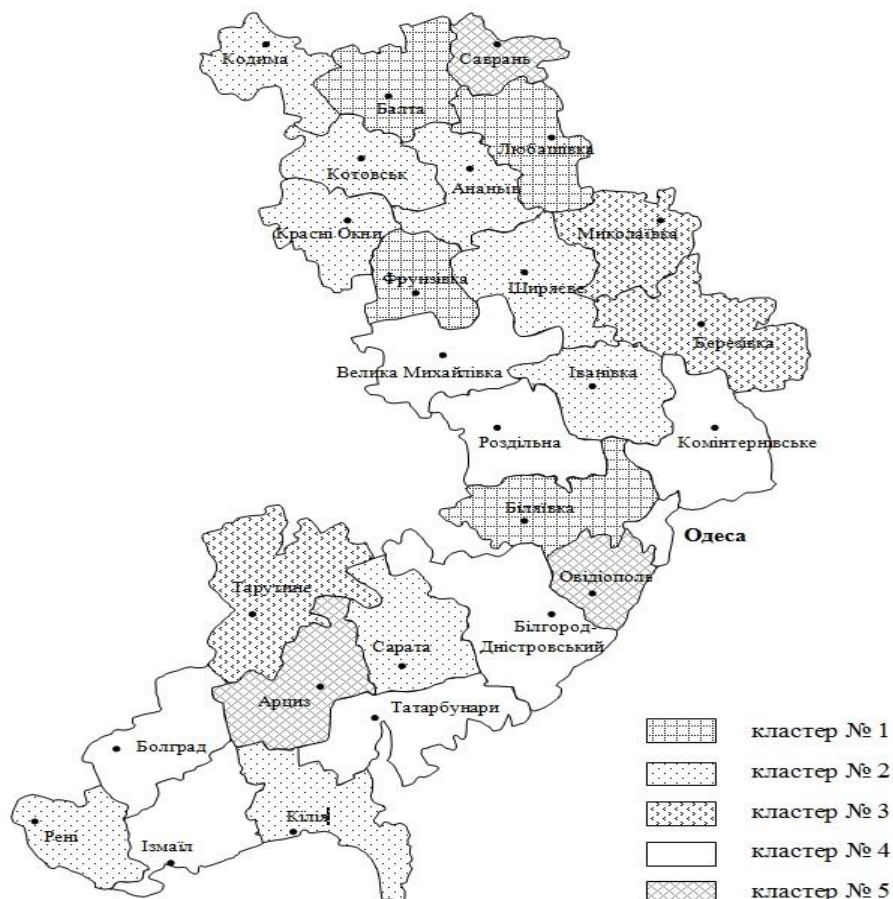 Кодима
Саврань
Балта
Любашівка
Котовськ
Ананьїв
Красні Окни
Миколаївка
Фрунзівка
Ширяєве
Березівка
Велика Михайлівка
Іванівка
Роздільна
Комінтернівське
Біляївка
Одеса
Овідіополь
Тарутине
Білгород-
Дністровський
Сарата
Арциз
Татарбунари
Болград
Кілія
Рені
Ізмаїл
кластер № 1
кластер № 2
кластер № 3
кластер № 4
кластер № 5